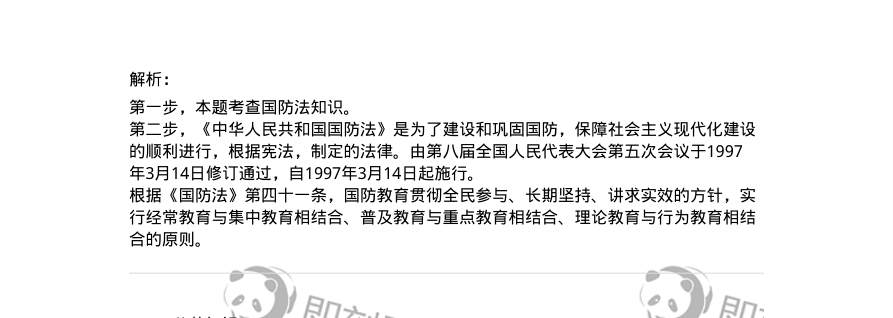 解析：
第一步，本题考查国防法知识。
第二步，《中华人民共和国国防法》是为了建设和巩固国防，保障社会主义现代化建设
的顺利进行，根据宪法，制定的法律。由第八届全国人民代表大会第五次会议于1997
年3月14日修订通过，自1997年3月14日起施行。
根据《国防法》第四十一条，国防教育贯彻全民参与、长期坚持、讲求实效的方针，实
行经常教育与集中教育相结合、普及教育与重点教育相结合、理论教育与行为教育相结
合的原则。